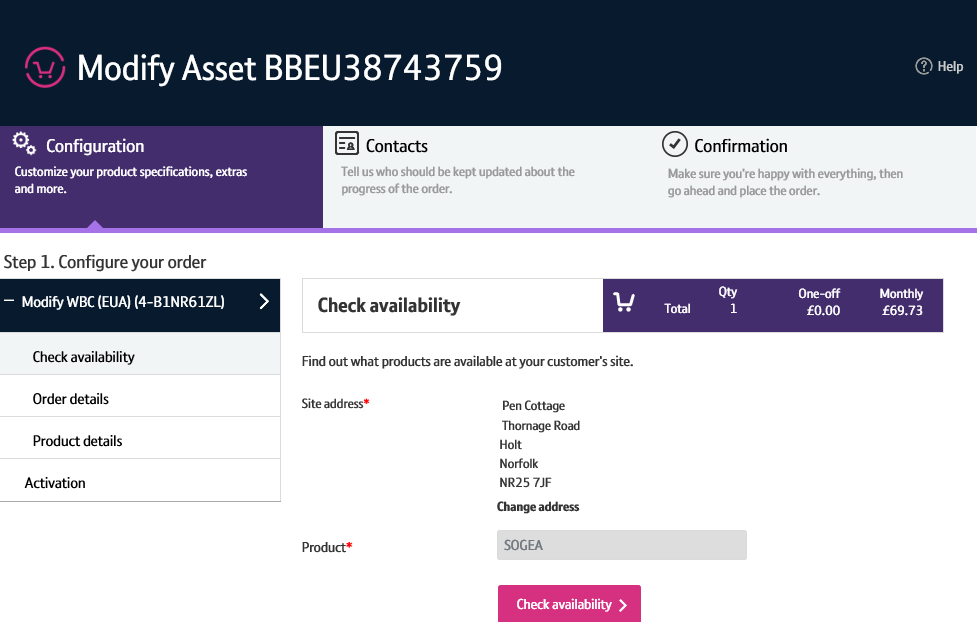 Modify Asset BBEU38743759
? Help
Configuration
Customize your product specifications, extras
and more.
Contacts
Tell us who should be kept updated about the
progress of the order.
Confirmation
Make sure you're happy with everything, then
go ahead and place the order.
Step 1. Configure your order
Modify WBC (EUA) (4-B1NR61ZL)
Check availability
Order details
Product details
Activation
Check availability
Total
Qty
1
One-off
£0.00
Monthly
£69.73
Find out what products are available at your customer's site.
Site address*
Pen Cottage
Thornage Road
Holt
Norfolk
NR25 7JF
Change address
Product*
SOGEA
Check availability